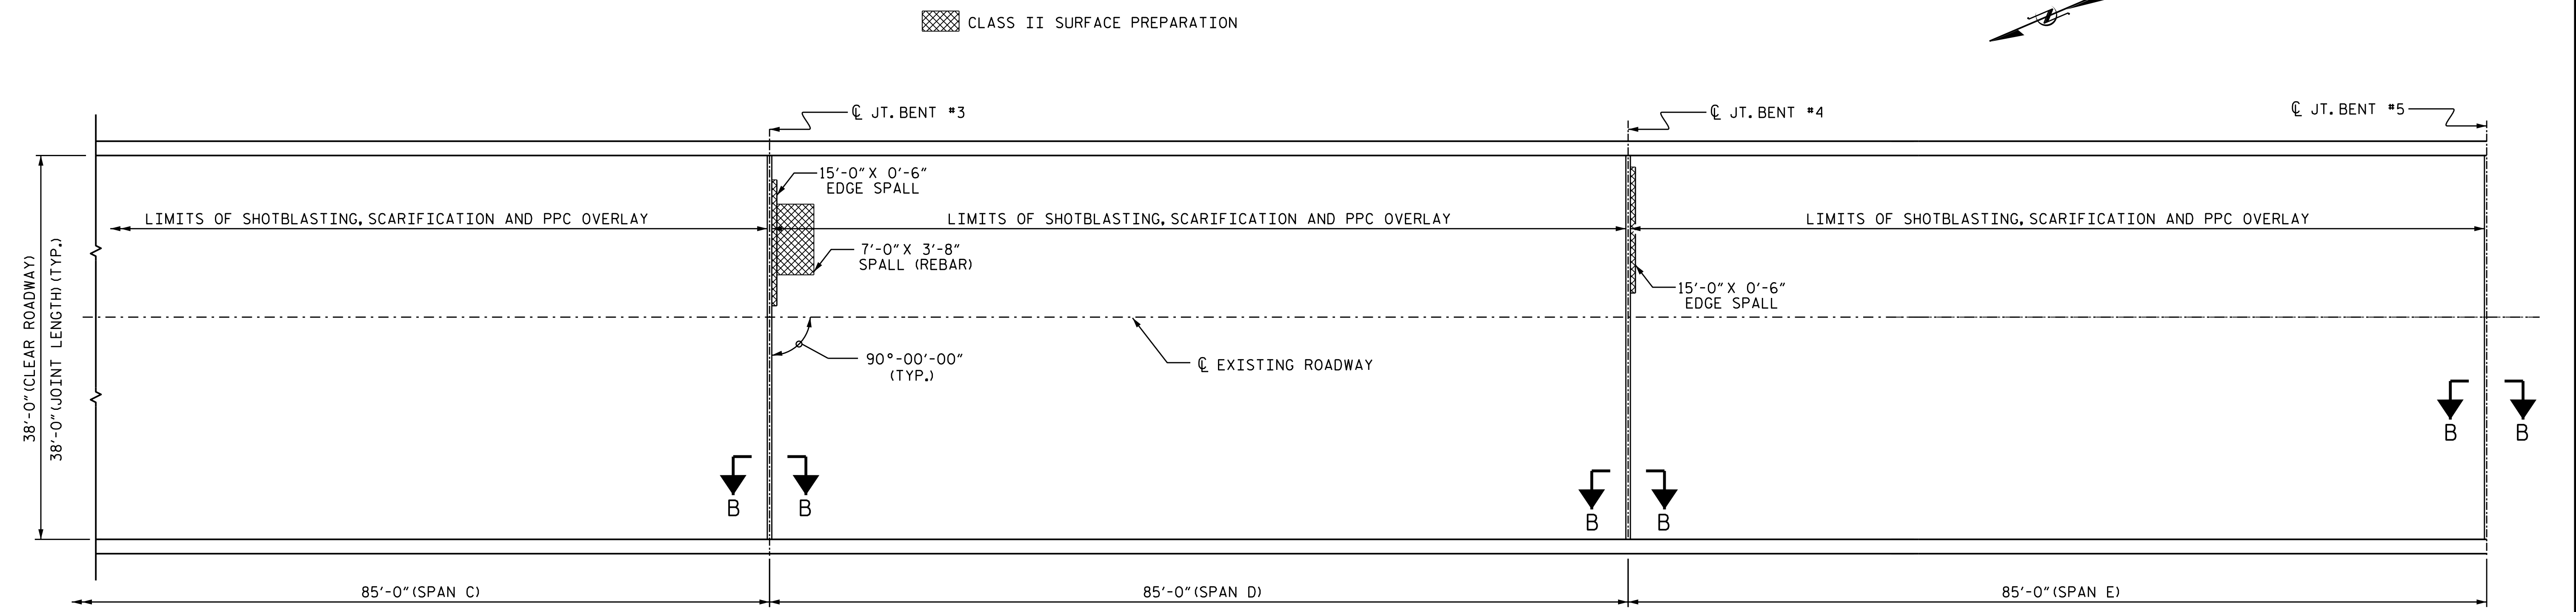 CLASS II SURFACE PREPARATION
℄ JT. BENT #3
℄ JT. BENT #4
℄ JT. BENT #5
15'-0" X 0'-6"
EDGE SPALL
LIMITS OF SHOTBLASTING, SCARIFICATION AND PPC OVERLAY
LIMITS OF SHOTBLASTING, SCARIFICATION AND PPC OVERLAY
LIMITS OF SHOTBLASTING, SCARIFICATION AND PPC OVERLAY
7'-0" X 3'-8"
SPALL (REBAR)
15'-0" X 0'-6"
EDGE SPALL
38'-0" (CLEAR ROADWAY)
38'-0" (JOINT LENGTH) (TYP.)
90°-00'-00"
(TYP.)
℄ EXISTING ROADWAY
B
B
B
B
B
B
85'-0" (SPAN C)
85'-0" (SPAN D)
85'-0" (SPAN E)